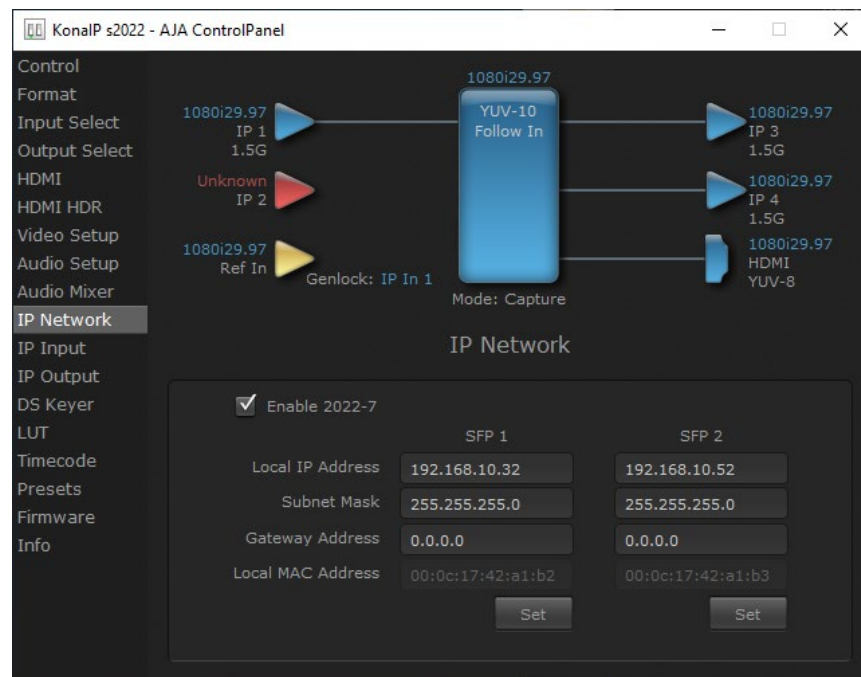 KonaIP s2022 - AJA ControlPanel
Control
Format
Input Select
Output Select
HDMI
HDMI HDR
Video Setup
Audio Setup
Audio Mixer
IP Network
IP Input
IP Output
DS Keyer
LUT
Timecode
Presets
Firmware
Info
1080i29.97
1080i29.97
IP 1
1.5G
Unknown
IP 2
1080i29.97
Ref In
Genlock: IP In 1
YUV-10
Follow In
Mode: Capture
1080i29.97
IP 3
1.5G
1080i29.97
IP 4
1.5G
1080i29.97
HDMI
YUV-8
IP Network
Enable 2022-7
SFP 1 SFP 2
Local IP Address 192.168.10.32 192.168.10.52
Subnet Mask 255.255.255.0 255.255.255.0
Gateway Address 0.0.0.0 0.0.0.0
Local MAC Address 00:0c:17:42:a1:b2 00:0c:17:42:a1:b3
Set Set